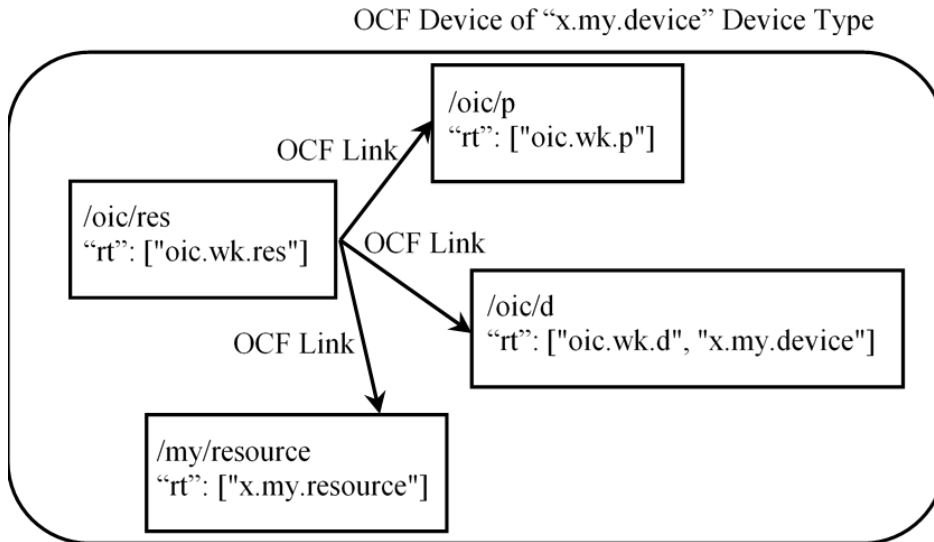 OCF Device of “x.my.device” Device Type
/oic/p
“rt”: ["oic.wk.p"]
OCF Link
/oic/res
“rt”: ["oic.wk.res"]
OCF Link
/oic/d
“rt”: ["oic.wk.d", "x.my.device"]
OCF Link
/my/resource
“rt”: ["x.my.resource"]